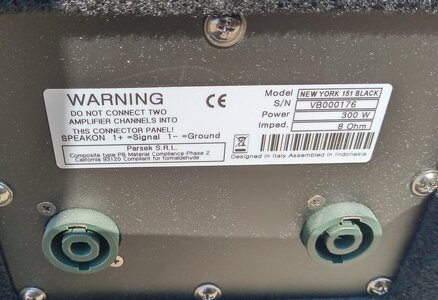 WARNING
DO NOT CONNECT TWO
AMPLIFIER CHANNELS INTO
THIS CONNECTOR PANEL!
SPEAKON 1+ =Signal 1- =Ground
Parsek S.R.L.
Composite type:PB Material Compliance:Phase 2
California 93120 Compliant for formaldehyde
CE
Model NEW YORK 151 BLACK
S/N VB000176
Power 300 W
Imped. 8 Ohm
Designed in Italy Assembled in Indonesia